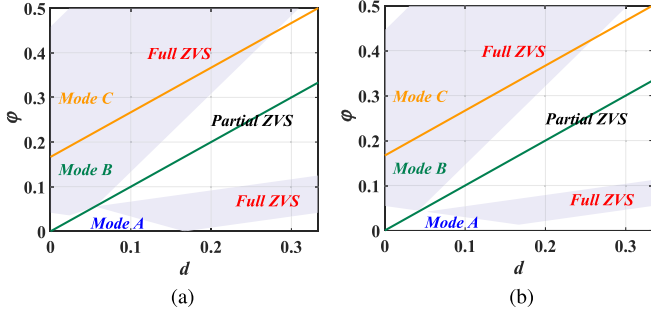 0.5
0.4
0.3
0.2
0.1
0
φ
Full ZVS
Mode C
Partial ZVS
Mode B
Full ZVS
Mode A
0
0.1
0.2
0.3
d
(a)
0.5
0.4
0.3
0.2
0.1
0
φ
Full ZVS
Mode C
Partial ZVS
Mode B
Full ZVS
Mode A
0
0.1
0.2
0.3
d
(b)